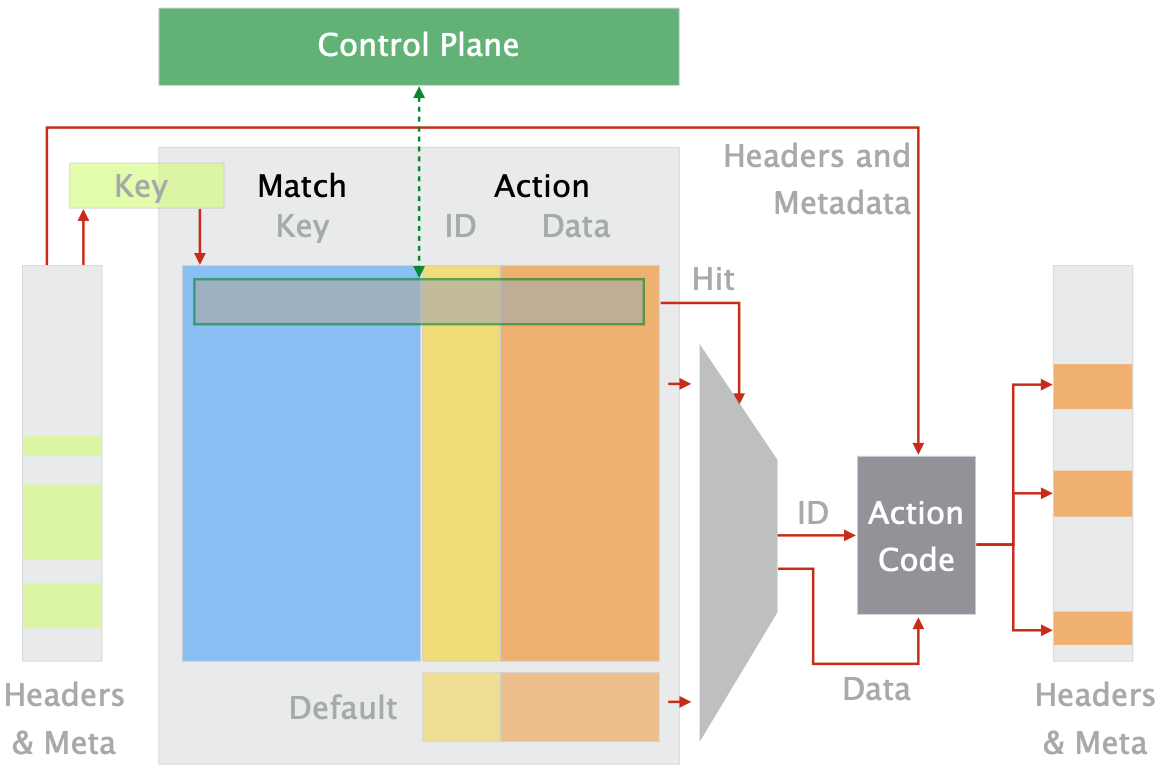 Control Plane
Headers and
Metadata
Key
Match
Action
Key
ID
Data
Hit
ID
Action
Code
Data
Default
Headers
& Meta
Headers
& Meta